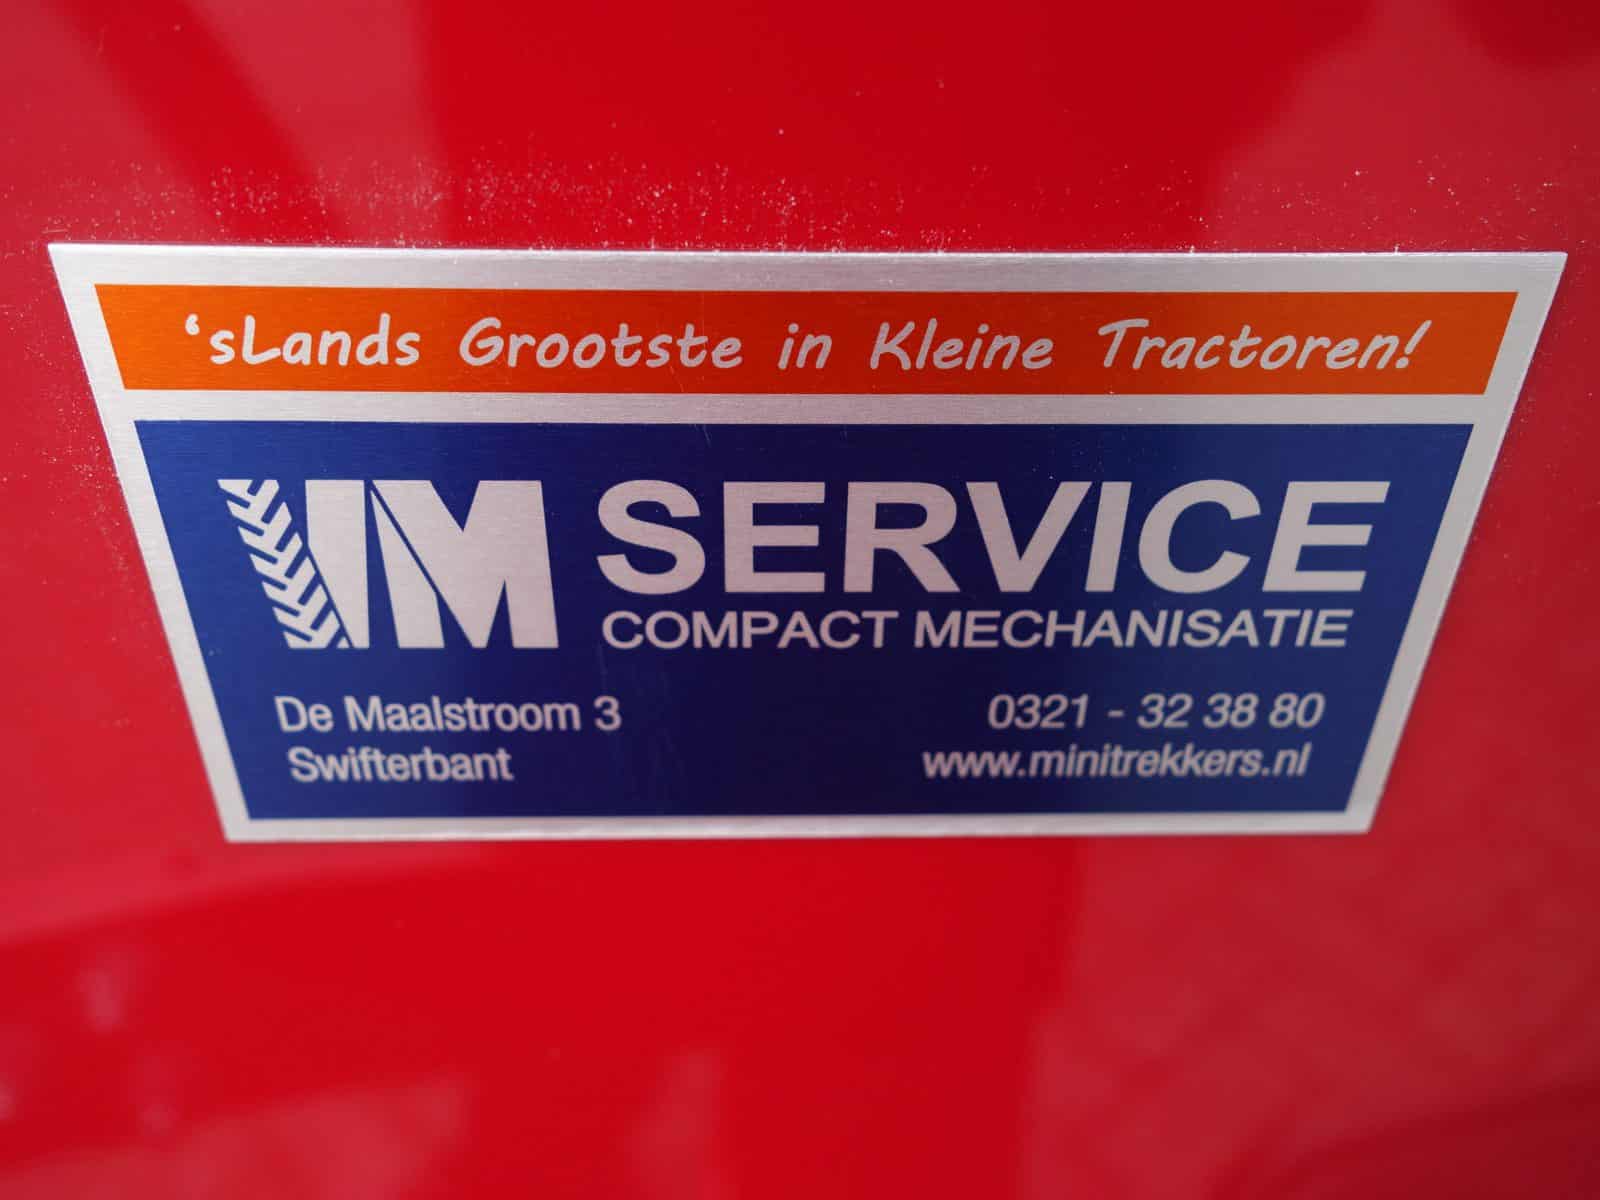 ‘sLands Grootste in Kleine Tractoren!
IM SERVICE
COMPACT MECHANISATIE
De Maalstroom 3
Swifterbant
0321 - 32 38 80
www.minitrekkers.nl